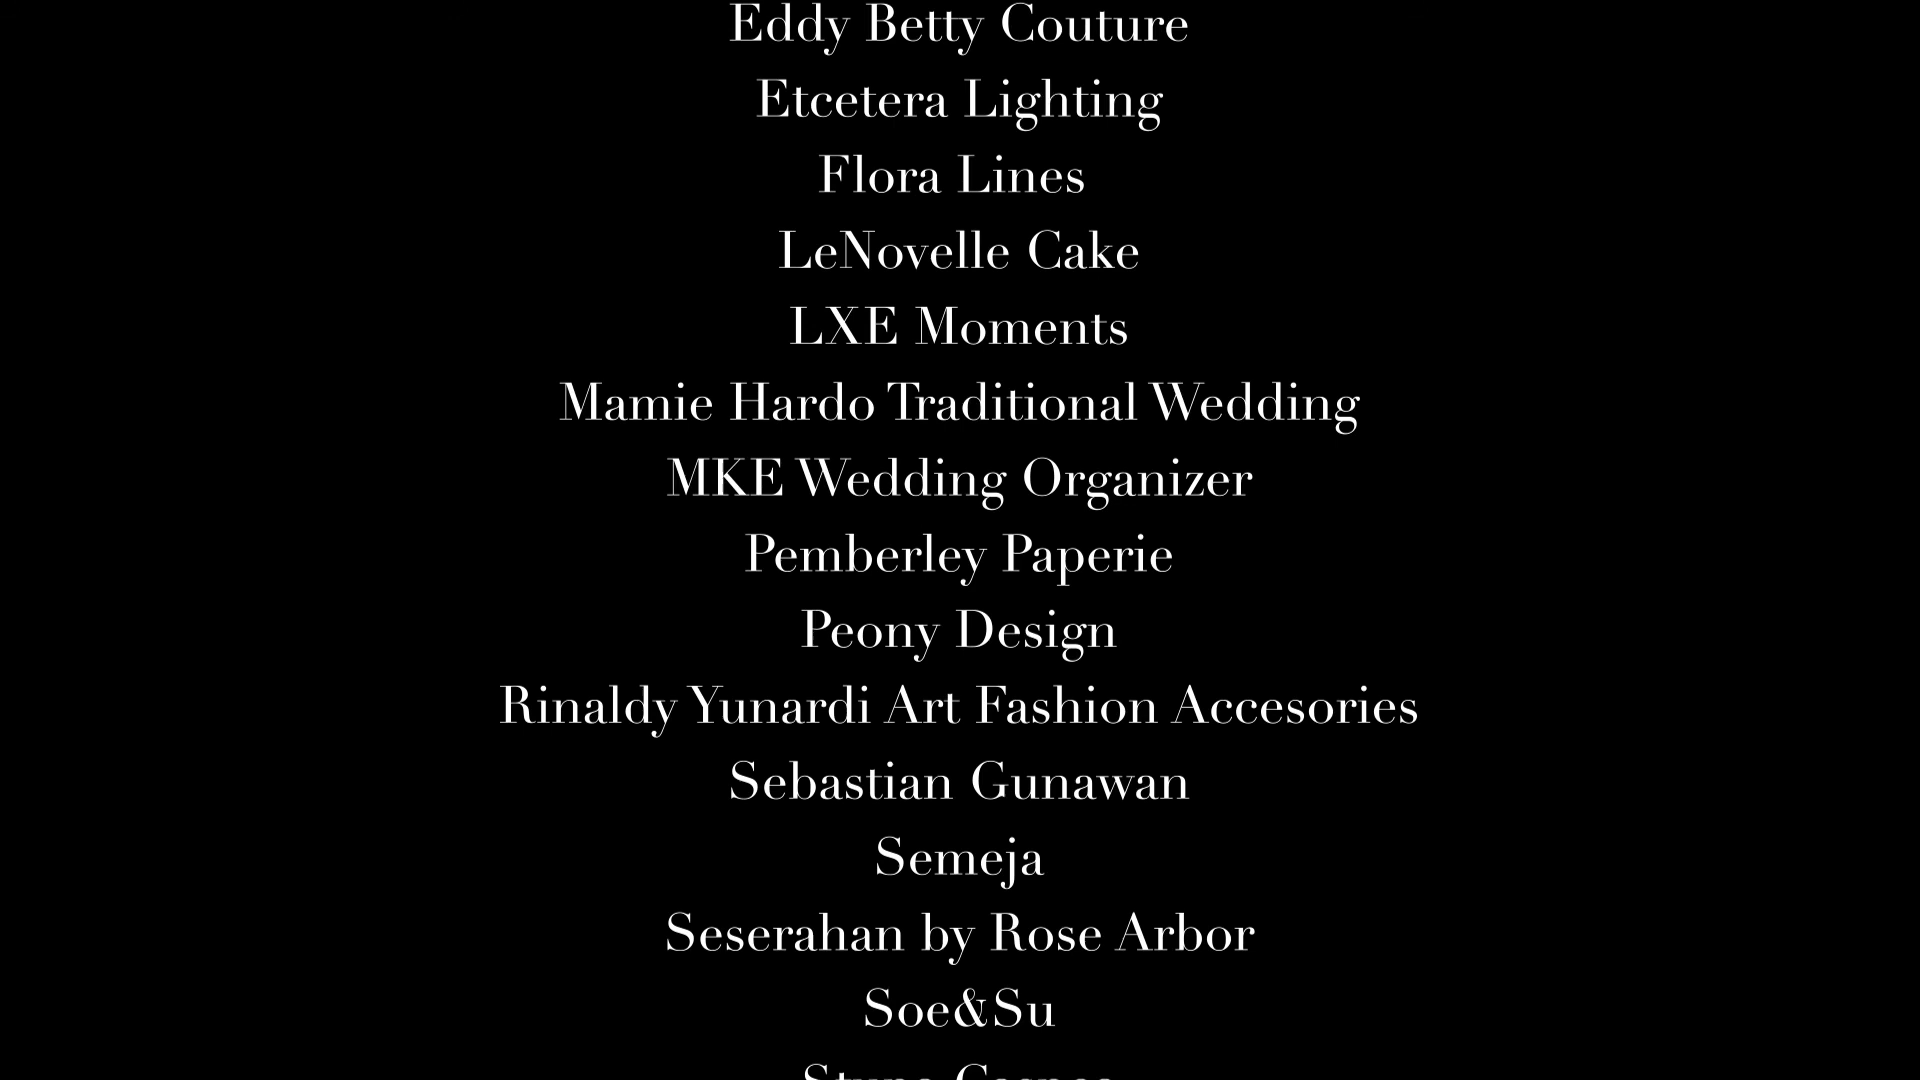 Eddy Betty Couture
Etcetera Lighting
Flora Lines
LeNovelle Cake
LXE Moments
Mamie Hardo Traditional Wedding
MKE Wedding Organizer
Pemberley Paperie
Peony Design
Rinaldy Yunardi Art Fashion Accesories
Sebastian Gunawan
Semeja
Seserahan by Rose Arbor
Soe&Su